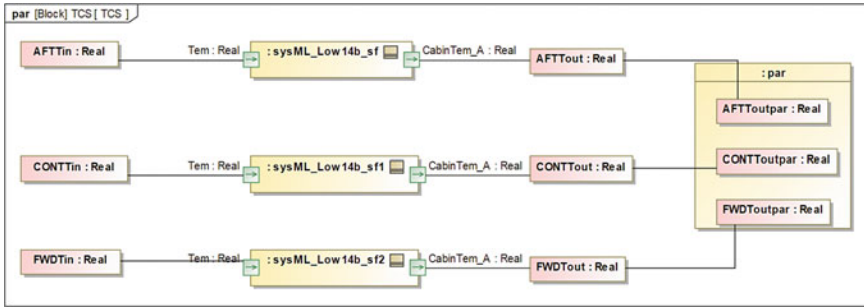 par [Block] TCS [ TCS ]
AFTTin : Real
Tem : Real
: sysML_Low14b_sf
CabinTem_A : Real
AFTTout : Real
: par
AFTToutpar : Real
CONTTin : Real
Tem : Real
: sysML_Low14b_sf1
CabinTem_A : Real
CONTTout : Real
CONTToutpar : Real
FWDToutpar : Real
FWDTin : Real
Tem : Real
: sysML_Low14b_sf2
CabinTem_A : Real
FWDTout : Real